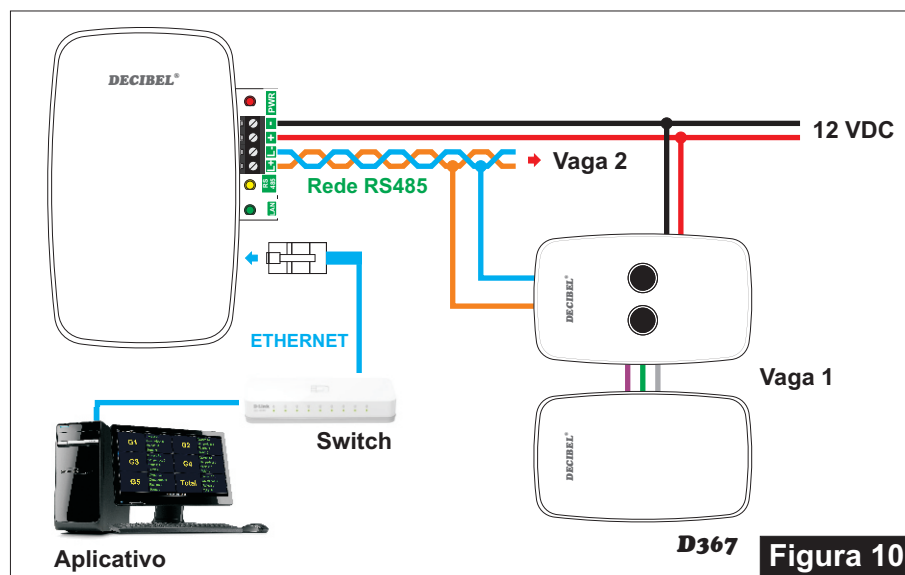 DECIBEL®
PWR
-
+
L-
L+
RS
485
LAN
12 VDC
Vaga 2
Rede RS485
ETHERNET
DECIBEL®
Vaga 1
Switch
G1
G2
G3
G4
G5
Total
DECIBEL®
Aplicativo
D367
Figura 10